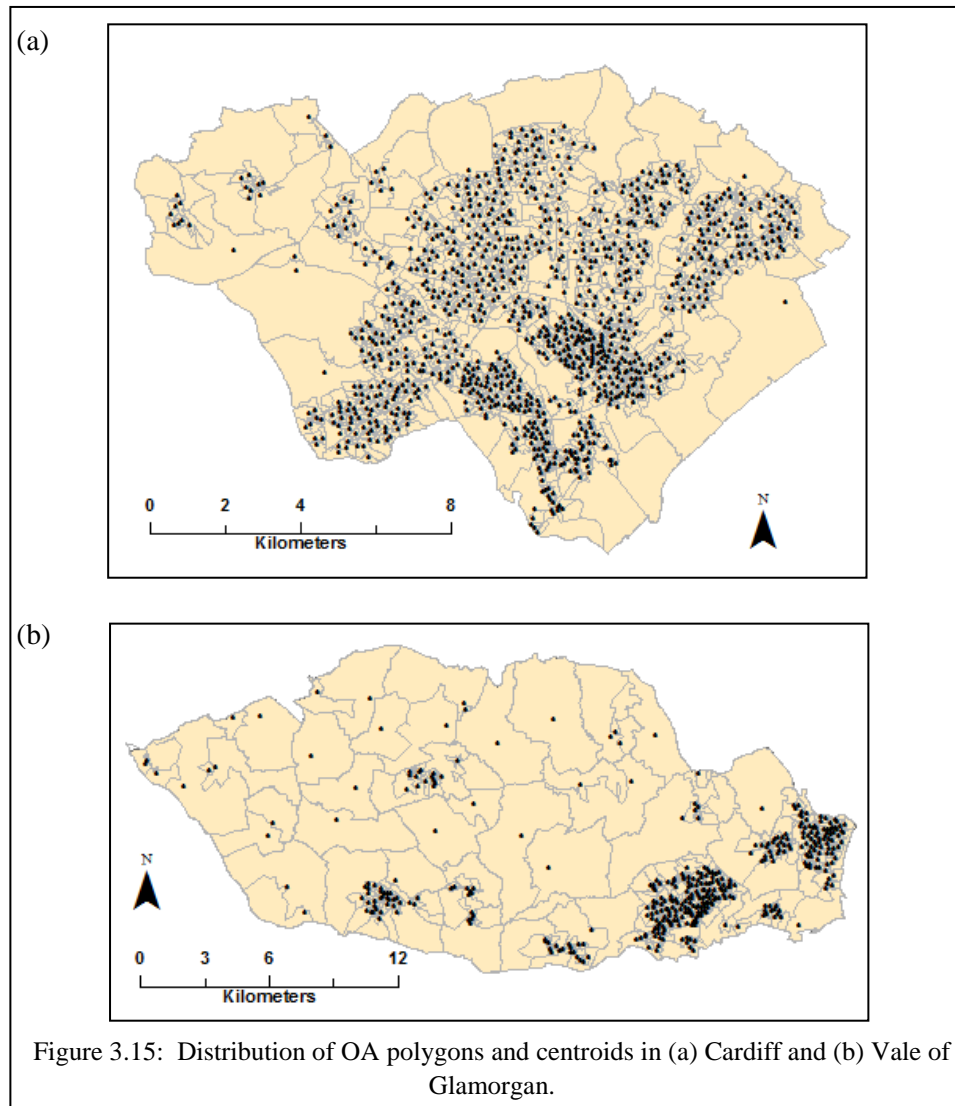 (a)
0 2 4 8
Kilometers
N
(b)
N
0 3 6 12
Kilometers
Figure 3.15: Distribution of OA polygons and centroids in (a) Cardiff and (b) Vale of
Glamorgan.